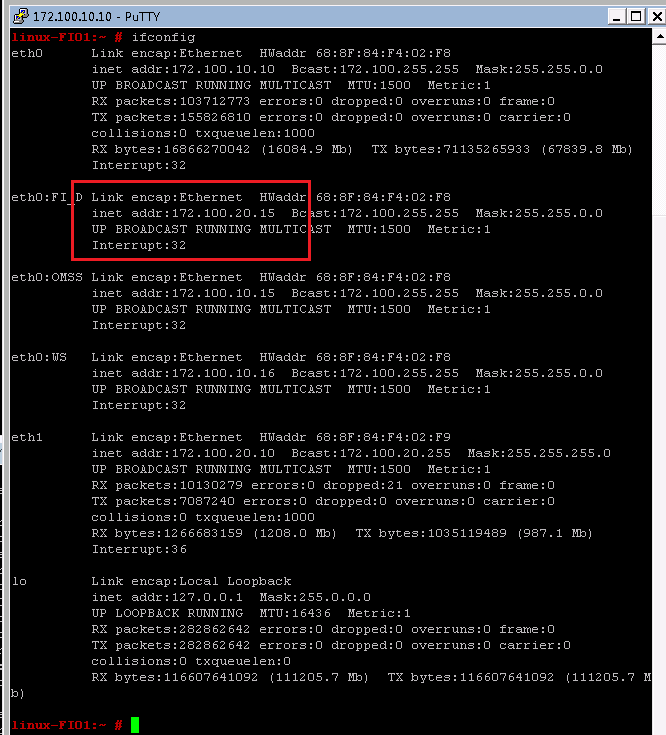 172.100.10.10 - PuTTY
linux-FI01:~ # ifconfig
eth0 Link encap:Ethernet HWaddr 68:8F:84:F4:02:F8
inet addr:172.100.10.10 Bcast:172.100.255.255 Mask:255.255.0.0
UP BROADCAST RUNNING MULTICAST MTU:1500 Metric:1
RX packets:103712773 errors:0 dropped:0 overruns:0 frame:0
TX packets:155826810 errors:0 dropped:0 overruns:0 carrier:0
collisions:0 txqueuelen:1000
RX bytes:16866270042 (16084.9 Mb) TX bytes:71135265933 (67839.8 Mb)
Interrupt:32
eth0:FI_D Link encap:Ethernet HWaddr 68:8F:84:F4:02:F8
inet addr:172.100.20.15 Bcast:172.100.255.255 Mask:255.255.0.0
UP BROADCAST RUNNING MULTICAST MTU:1500 Metric:1
Interrupt:32
eth0:OMSS Link encap:Ethernet HWaddr 68:8F:84:F4:02:F8
inet addr:172.100.10.15 Bcast:172.100.255.255 Mask:255.255.0.0
UP BROADCAST RUNNING MULTICAST MTU:1500 Metric:1
Interrupt:32
eth0:WS Link encap:Ethernet HWaddr 68:8F:84:F4:02:F8
inet addr:172.100.10.16 Bcast:172.100.255.255 Mask:255.255.0.0
UP BROADCAST RUNNING MULTICAST MTU:1500 Metric:1
Interrupt:32
eth1 Link encap:Ethernet HWaddr 68:8F:84:F4:02:F9
inet addr:172.100.20.10 Bcast:172.100.20.255 Mask:255.255.255.0
UP BROADCAST RUNNING MULTICAST MTU:1500 Metric:1
RX packets:10130279 errors:0 dropped:21 overruns:0 frame:0
TX packets:7087240 errors:0 dropped:0 overruns:0 carrier:0
collisions:0 txqueuelen:1000
RX bytes:1266683159 (1208.0 Mb) TX bytes:1035119489 (987.1 Mb)
Interrupt:36
lo Link encap:Local Loopback
inet addr:127.0.0.1 Mask:255.0.0.0
UP LOOPBACK RUNNING MTU:16436 Metric:1
RX packets:282862642 errors:0 dropped:0 overruns:0 frame:0
TX packets:282862642 errors:0 dropped:0 overruns:0 carrier:0
collisions:0 txqueuelen:0
RX bytes:116607641092 (111205.7 Mb) TX bytes:116607641092 (111205.7 M
b)
linux-FI01:~ #